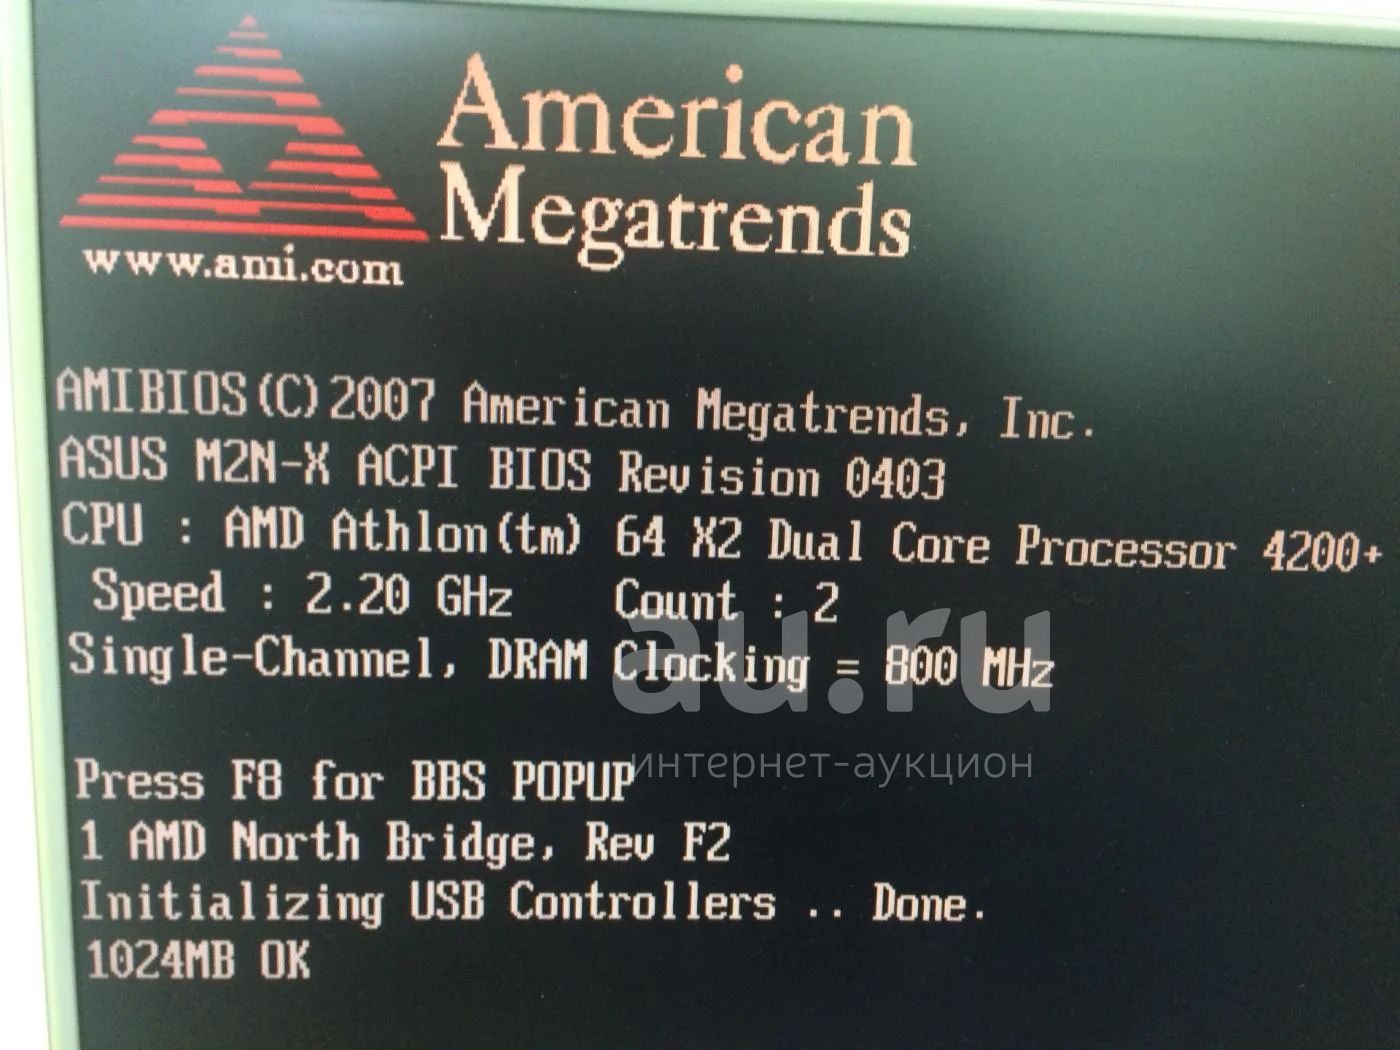 American
Megatrends
www.ami.com
AMIBIOS(C)2007 American Megatrends, Inc.
ASUS M2N-X ACPI BIOS Revision 0403
CPU : AMD Athlon(tm) 64 X2 Dual Core Processor 4200+
Speed : 2.20 GHz Count : 2
Single-Channel, DRAM Clocking = 800 MHz
au.ru
интернет-аукцион
Press F8 for BBS POPUP
1 AMD North Bridge, Rev F2
Initializing USB Controllers .. Done.
1024MB OK